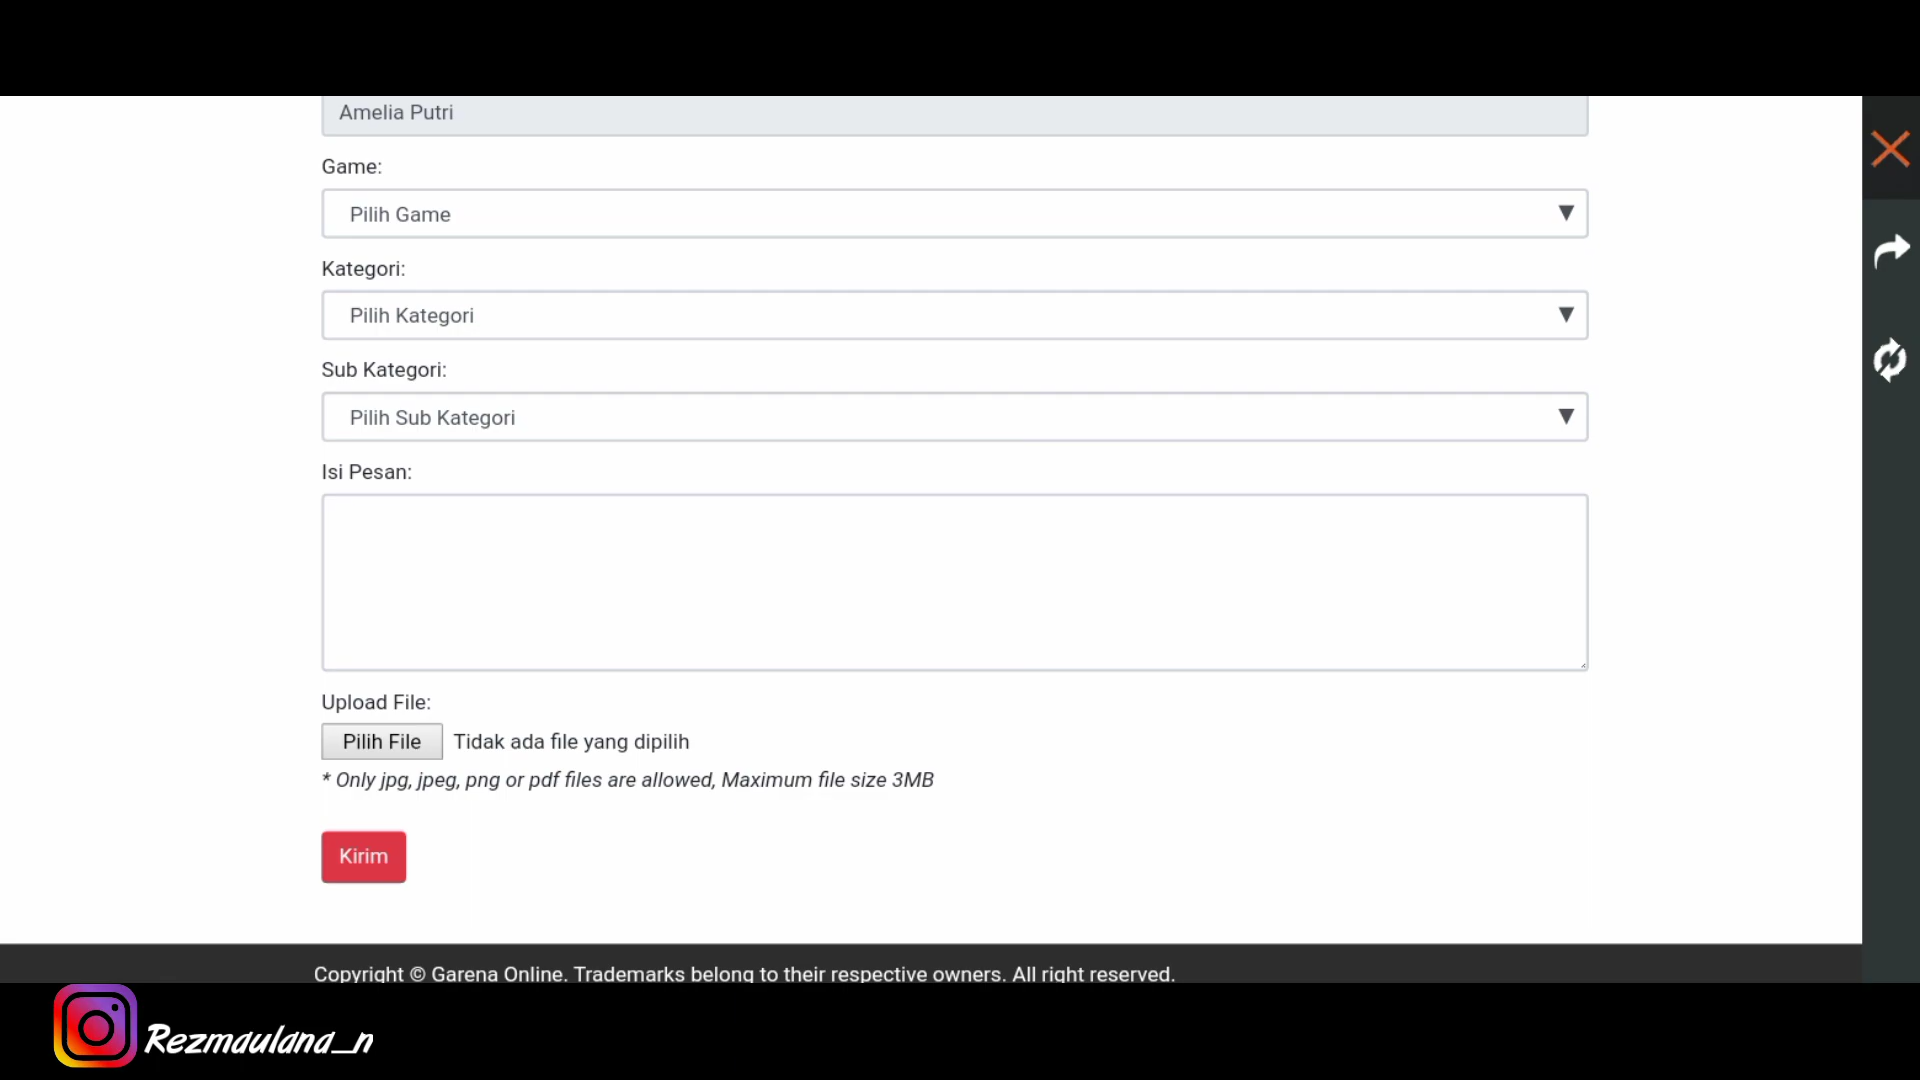 Amelia Putri
Game:
Pilih Game
Kategori:
Pilih Kategori
Sub Kategori:
Pilih Sub Kategori
Isi Pesan:
Upload File:
Pilih File Tidak ada file yang dipilih
* Only jpg, jpeg, png or pdf files are allowed, Maximum file size 3MB
Kirim
Copyright © Garena Online. Trademarks belong to their respective owners. All right reserved.
Rezmaulana_n